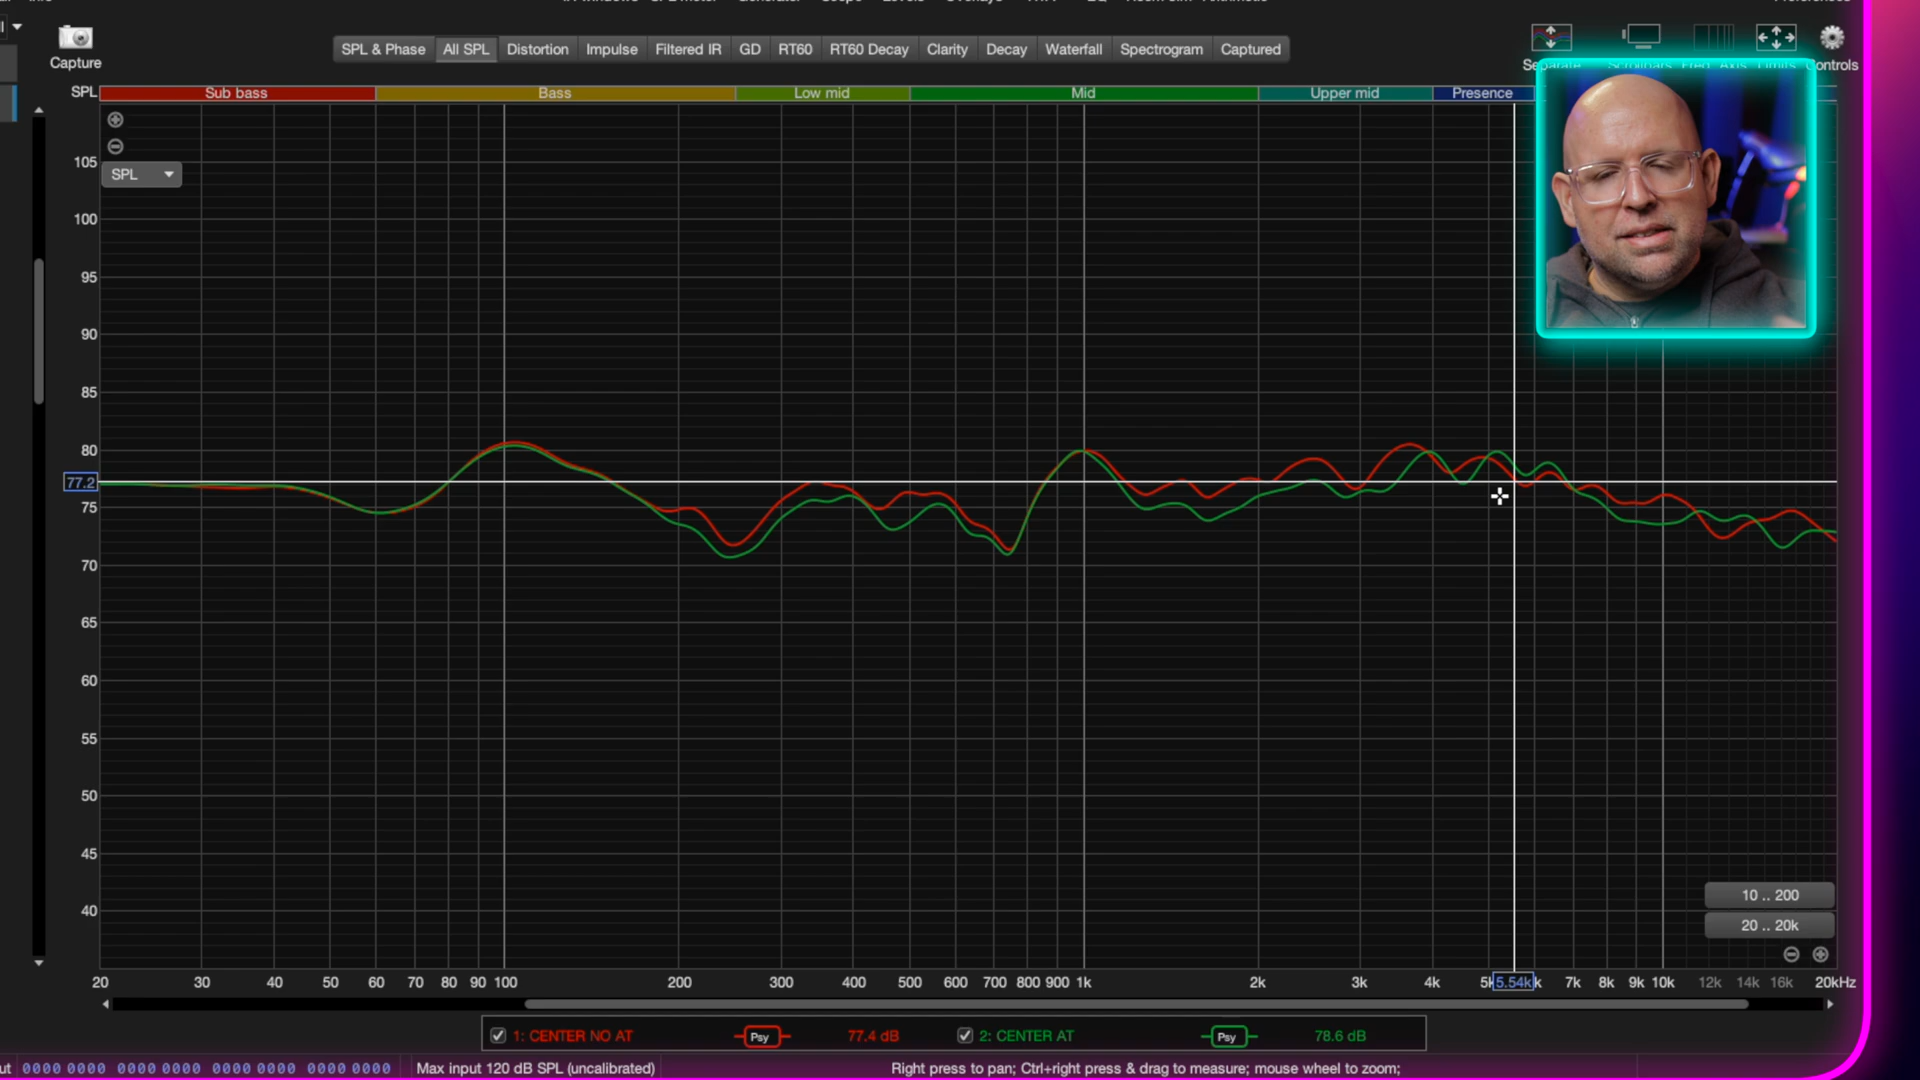 Capture
SPL & Phase All SPL Distortion Impulse Filtered IR GD RT60 RT60 Decay Clarity Decay Waterfall Spectrogram Captured
SPL Sub bass Bass Low mid Mid Upper mid Presence
SPL
105
100
95
90
85
80
77.2
75
70
65
60
55
50
45
40
10 .. 200
20 .. 20k
20 30 40 50 60 70 80 90 100 200 300 400 500 600 700 800 900 1k 2k 3k 4k 5k 5.54k k 7k 8k 9k 10k 12k 14k 16k 20kHz
1: CENTER NO AT Psy 77.4 dB 2: CENTER AT Psy 78.6 dB
ut 0000 0000 0000 0000 0000 0000 0000 0000 Max input 120 dB SPL (uncalibrated) Right press to pan; Ctrl+right press & drag to measure; mouse wheel to zoom;